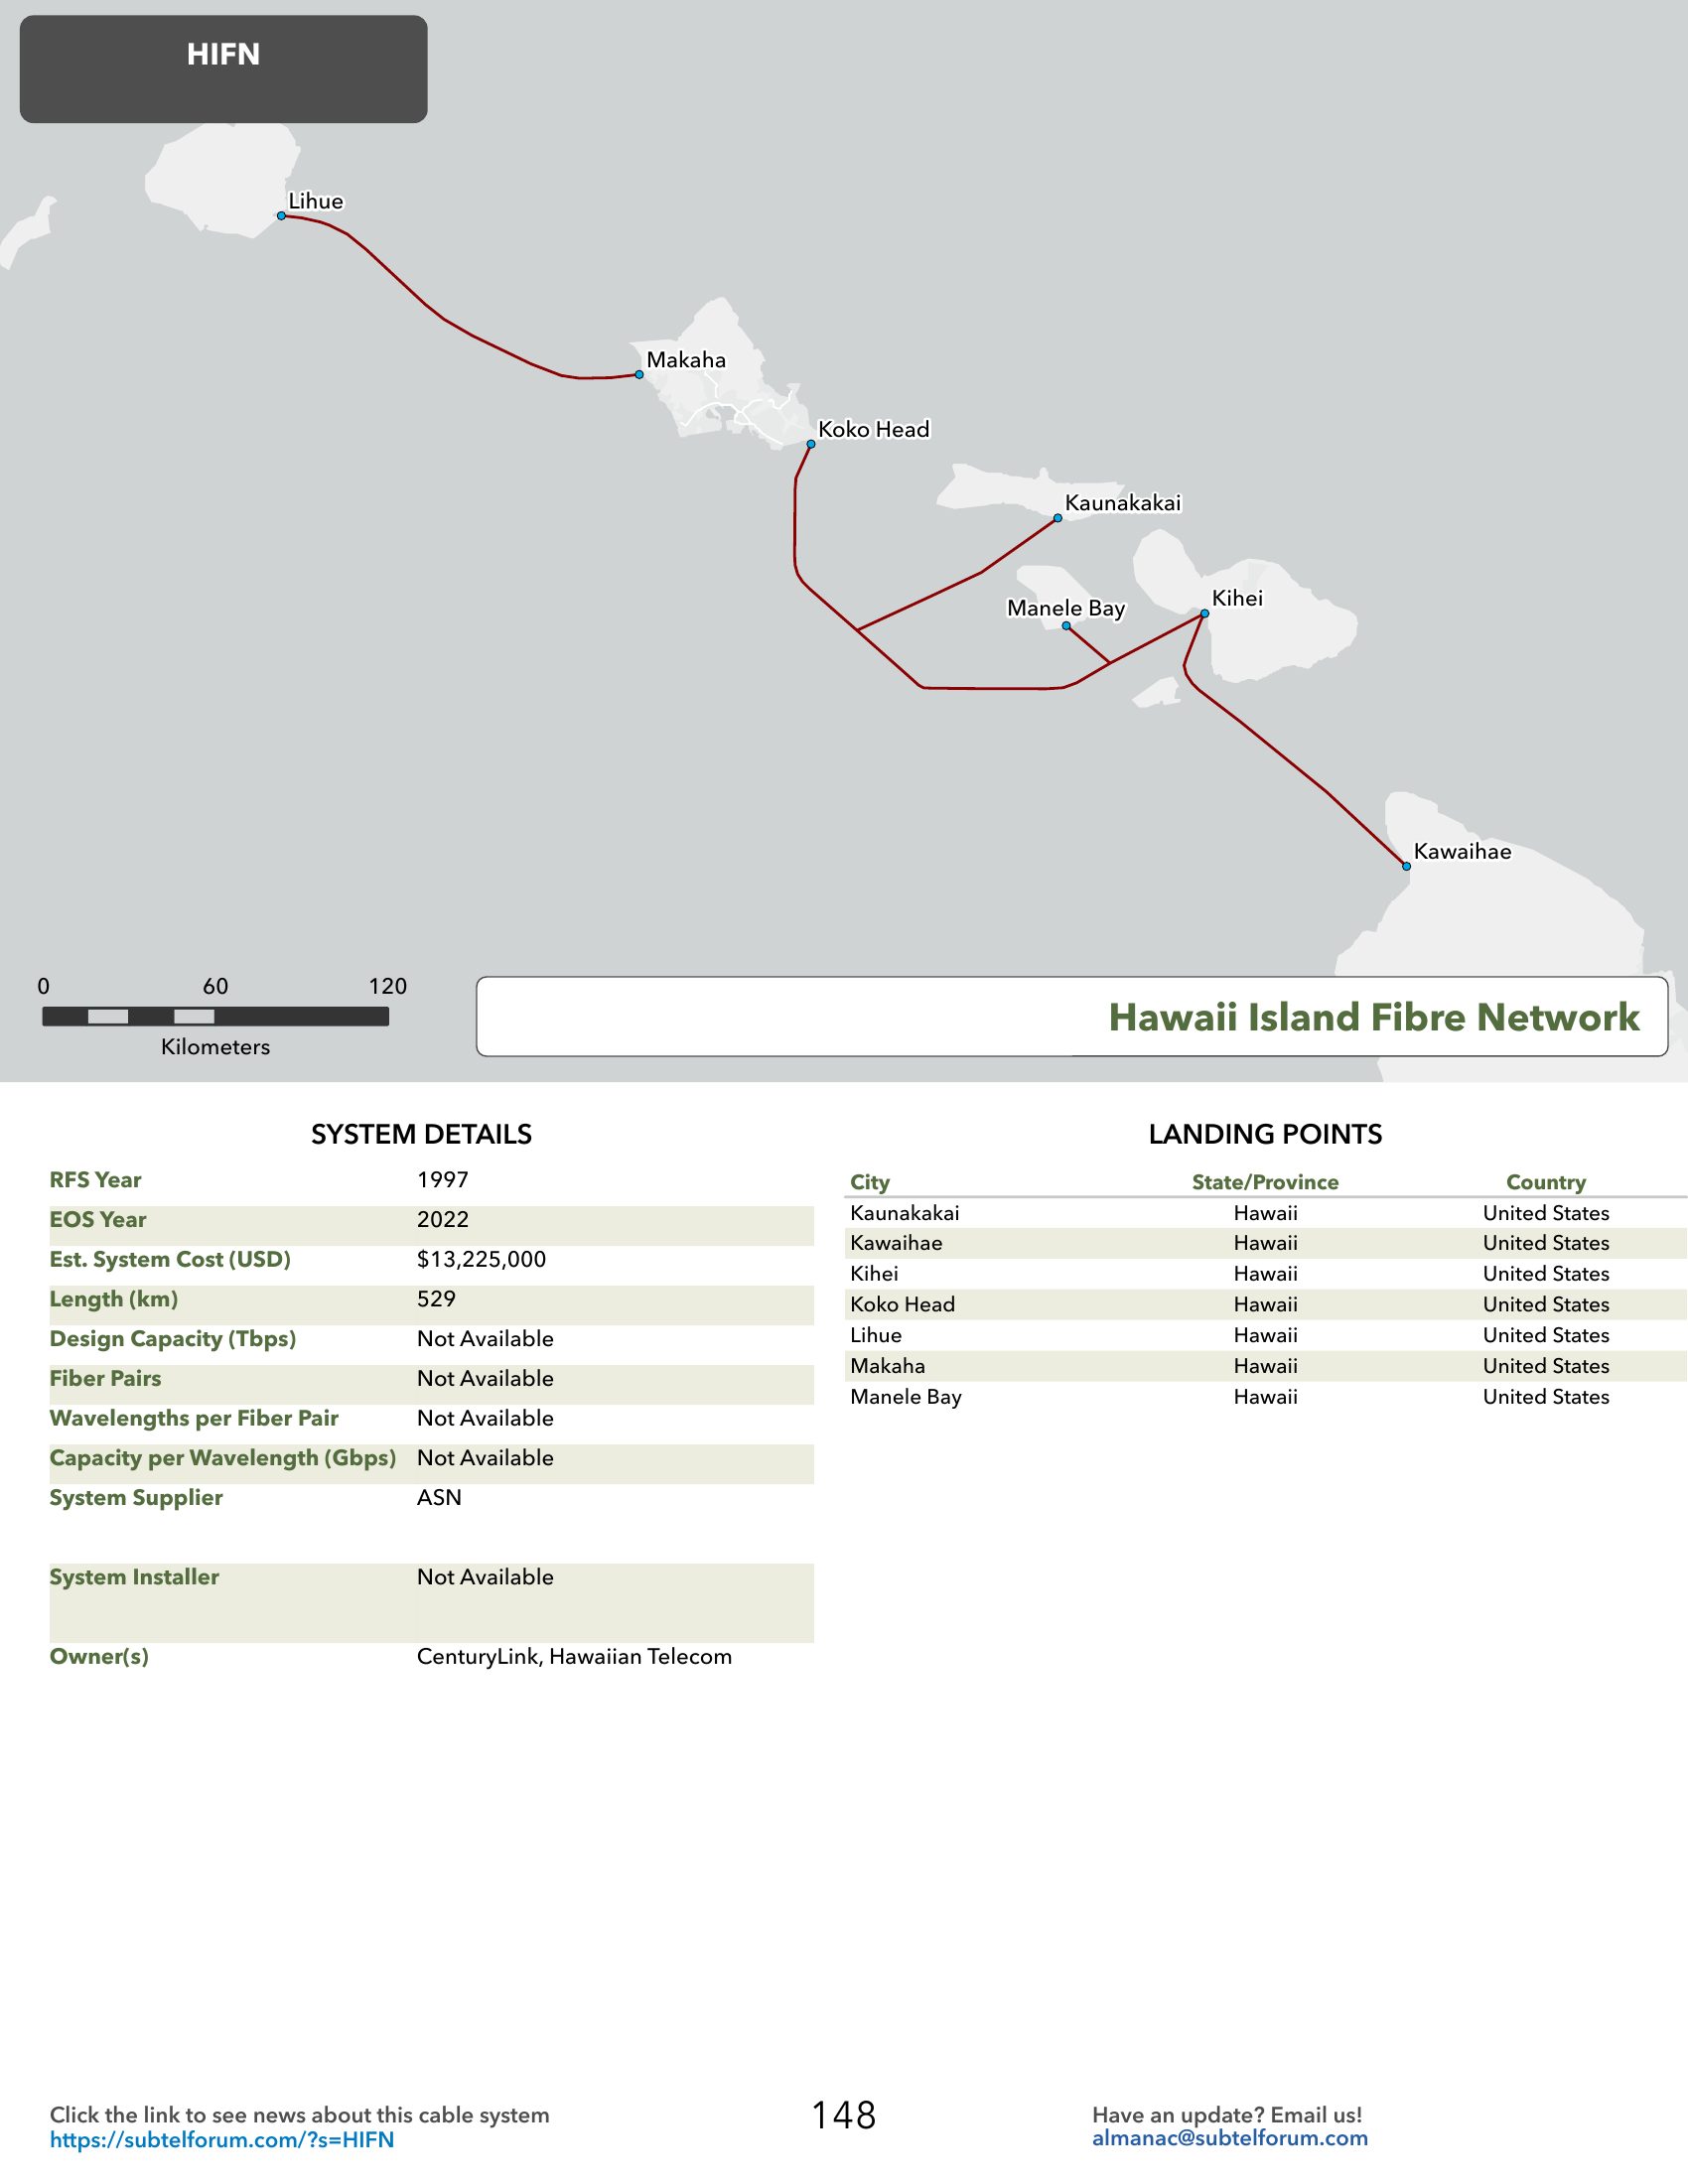 HIFN
Lihue
Makaha
Koko Head
Kaunakakai
Manele Bay
Kihei
Kawaihae
0 60 120
Kilometers
Hawaii Island Fibre Network
SYSTEM DETAILS
RFS Year 1997
EOS Year 2022
Est. System Cost (USD) $13,225,000
Length (km) 529
Design Capacity (Tbps) Not Available
Fiber Pairs Not Available
Wavelengths per Fiber Pair Not Available
Capacity per Wavelength (Gbps) Not Available
System Supplier ASN
System Installer Not Available
Owner(s) CenturyLink, Hawaiian Telecom
LANDING POINTS
City State/Province Country
Kaunakakai Hawaii United States
Kawaihae Hawaii United States
Kihei Hawaii United States
Koko Head Hawaii United States
Lihue Hawaii United States
Makaha Hawaii United States
Manele Bay Hawaii United States
Click the link to see news about this cable system
https://subtelforum.com/?s=HIFN
148
Have an update? Email us!
almanac@subtelforum.com